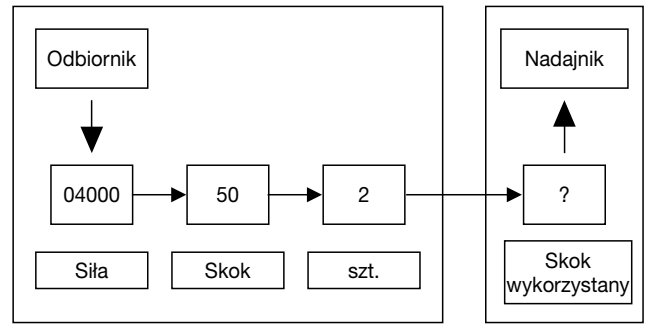 Odbiornik
Nadajnik
04000
50
2
?
Siła
Skok
szt.
Skok
wykorzystany